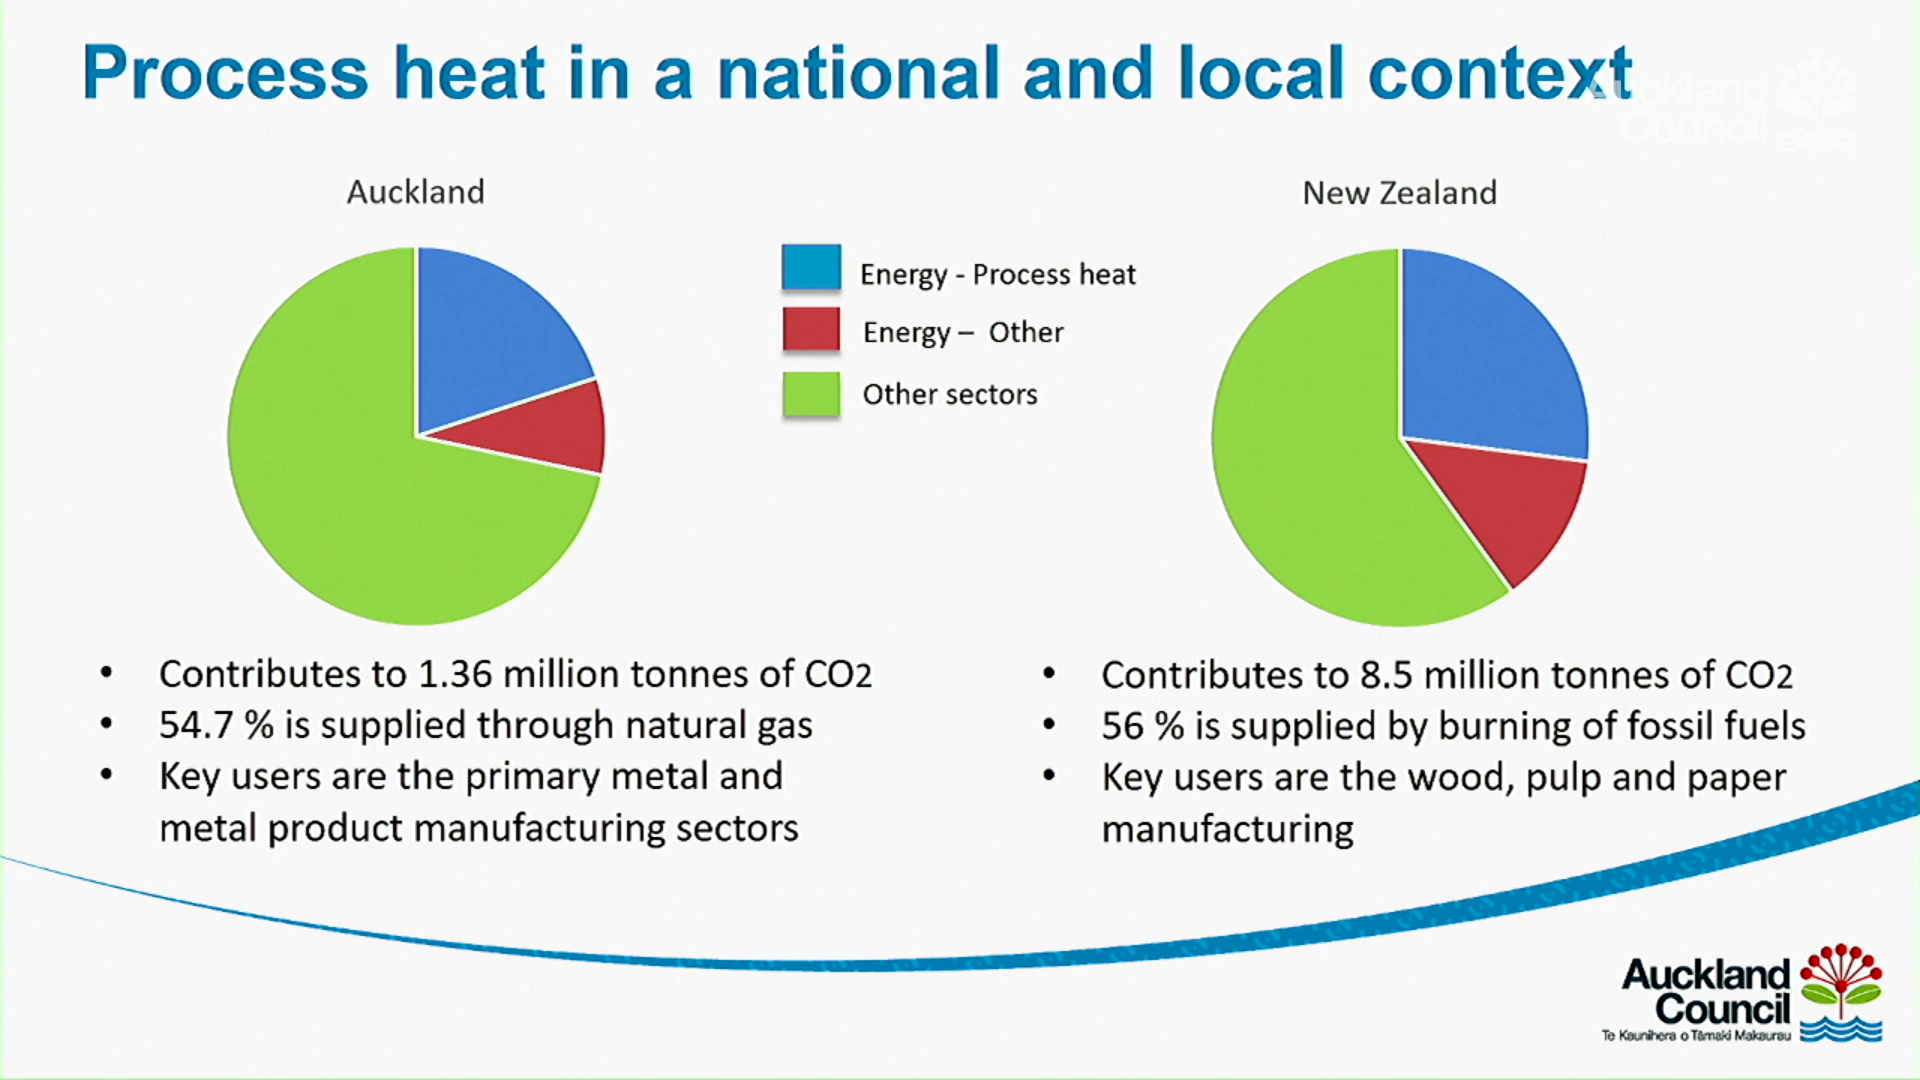 Process heat in a national and local context
Auckland
Council
Auckland
New Zealand
Energy - Process heat
Energy – Other
Other sectors
• Contributes to 1.36 million tonnes of CO2
• 54.7 % is supplied through natural gas
• Key users are the primary metal and
metal product manufacturing sectors
• Contributes to 8.5 million tonnes of CO2
• 56 % is supplied by burning of fossil fuels
• Key users are the wood, pulp and paper
manufacturing
Auckland
Council
Te Kaunihera o Tāmaki Makaurau